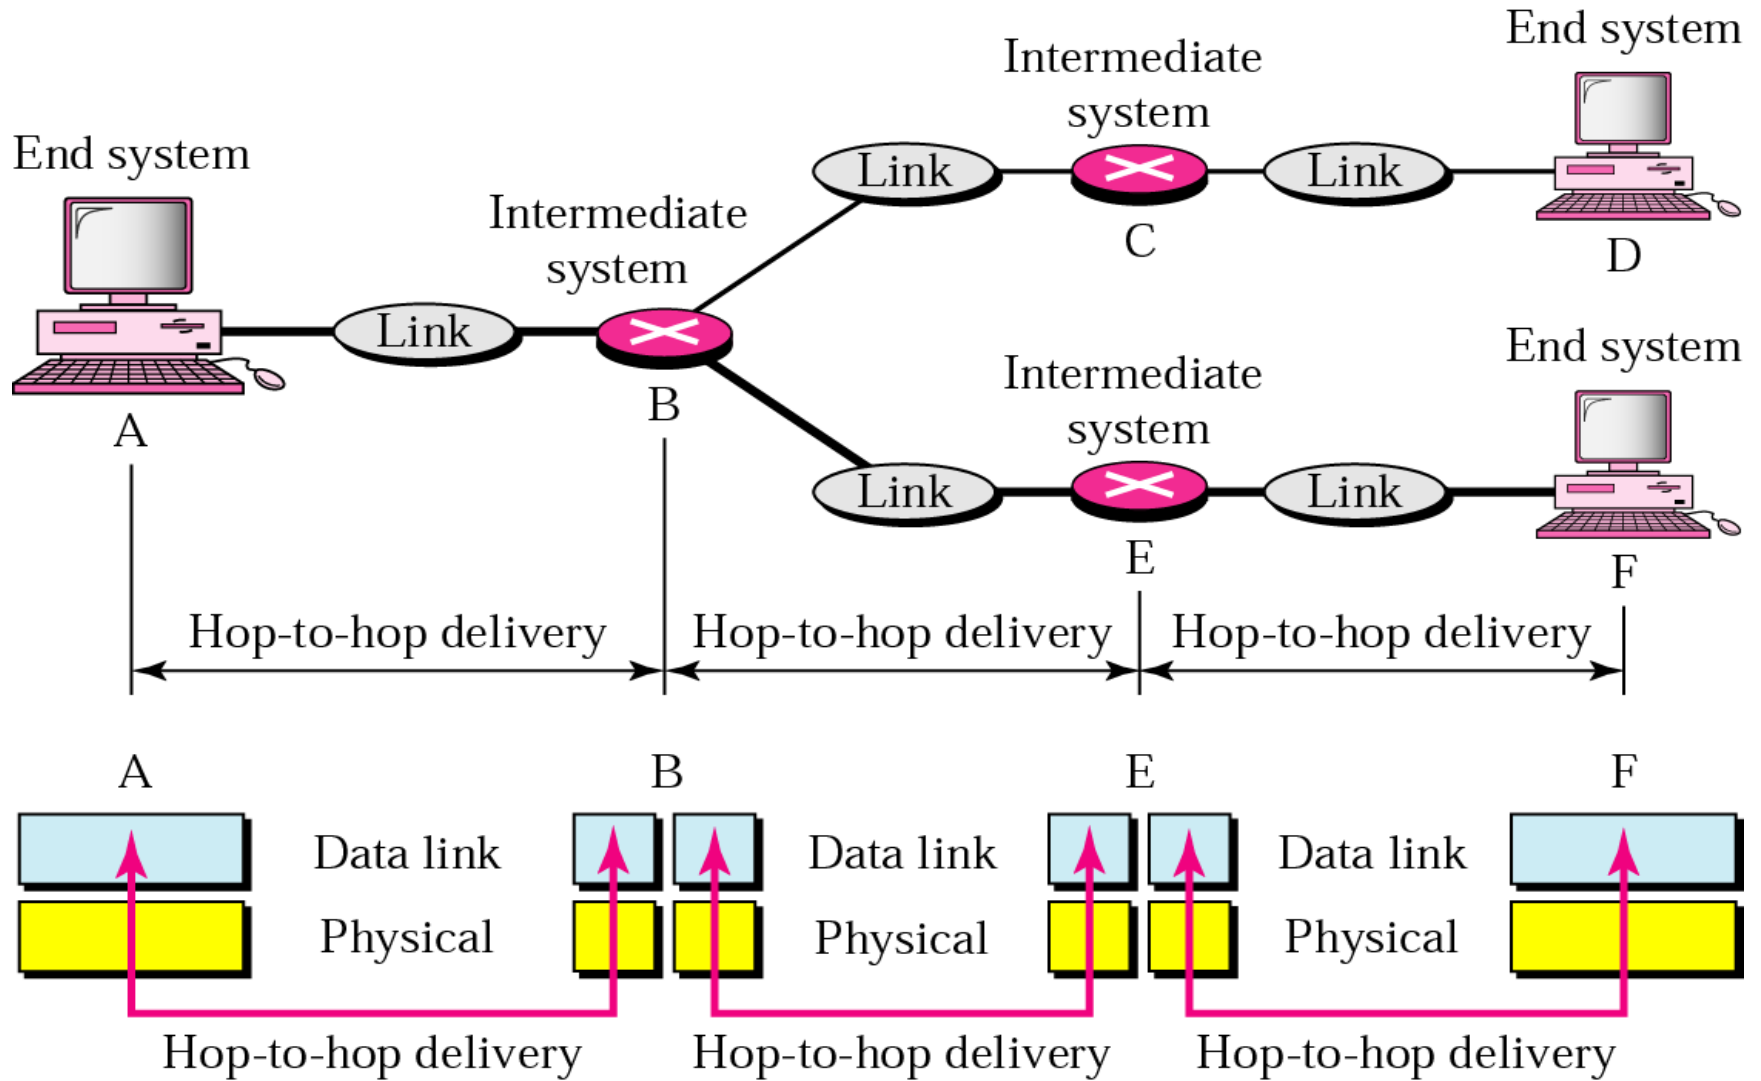 End system
Intermediate
system
End system
Intermediate
system
Link
Link
C
D
Link
B
A
End system
Intermediate
system
Link
Link
E
F
Hop-to-hop delivery
Hop-to-hop delivery
Hop-to-hop delivery
A
B
E
F
Data link
Data link
Data link
Physical
Physical
Physical
Hop-to-hop delivery
Hop-to-hop delivery
Hop-to-hop delivery